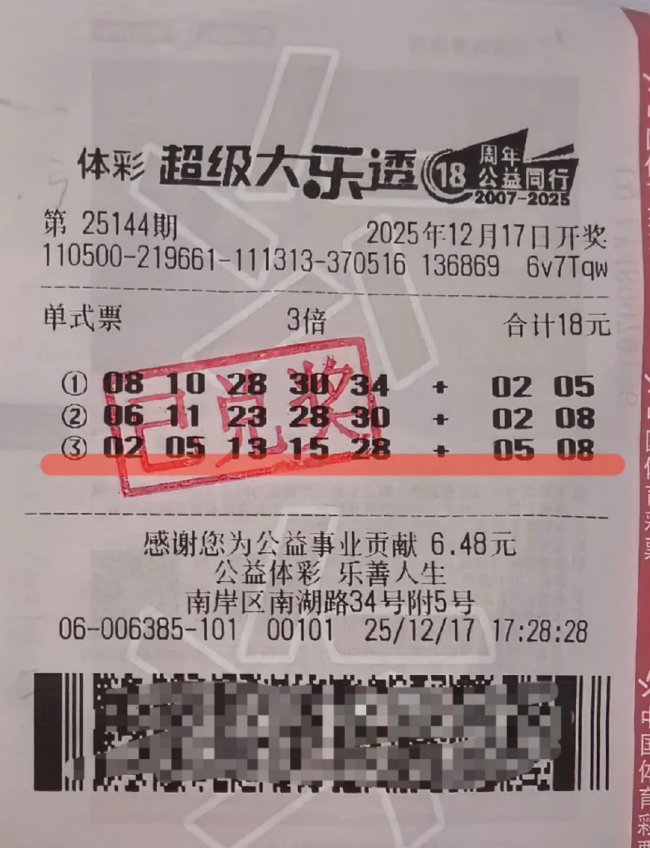 体彩 超级大乐透 18 周年 公益同行 2007-2025
第 25144期 2025年12月17日开奖
110500-219661-111313-370516 136869 6v7Tqw
单式票 3倍 合计18元
① 08 10 28 30 34 + 02 05
② 06 11 23 28 30 + 02 08
③ 02 05 13 15 28 + 05 08
已兑奖
感谢您为公益事业贡献 6.48元
公益体彩 乐善人生
南岸区南湖路34号附5号
06-006385-101 00101 25/12/17 17:28:28
中国体育彩